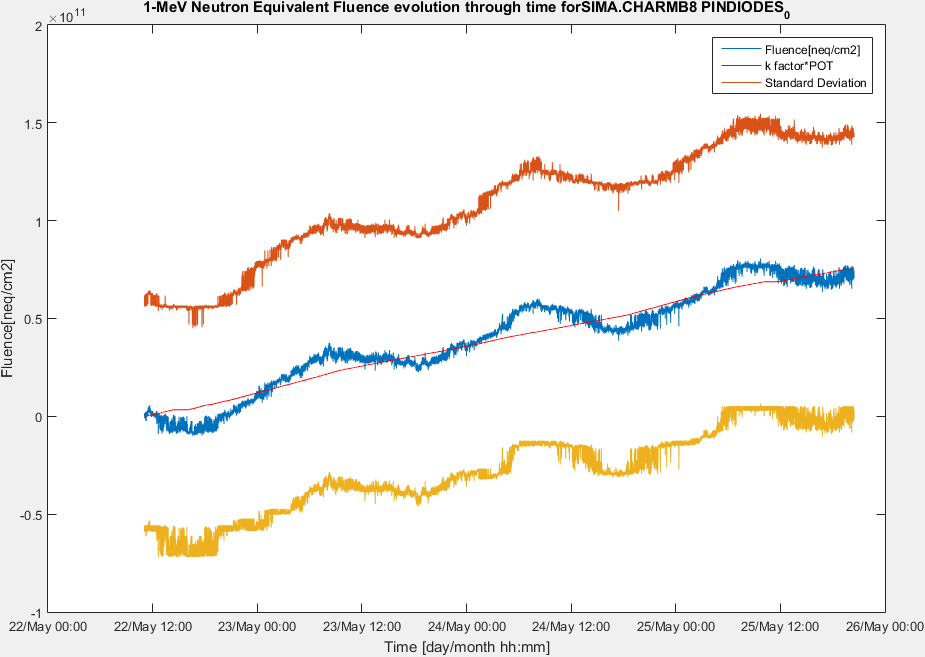 1-MeV Neutron Equivalent Fluence evolution through time forSIMA.CHARMB8 PINDIODES0
× 10^11
Fluence[neq/cm2]
k factor*POT
Standard Deviation
2
1.5
1
0.5
0
-0.5
-1
Fluence[neq/cm2]
22/May 00:00 22/May 12:00 23/May 00:00 23/May 12:00 24/May 00:00 24/May 12:00 25/May 00:00 25/May 12:00 26/May 00:00
Time [day/month hh:mm]